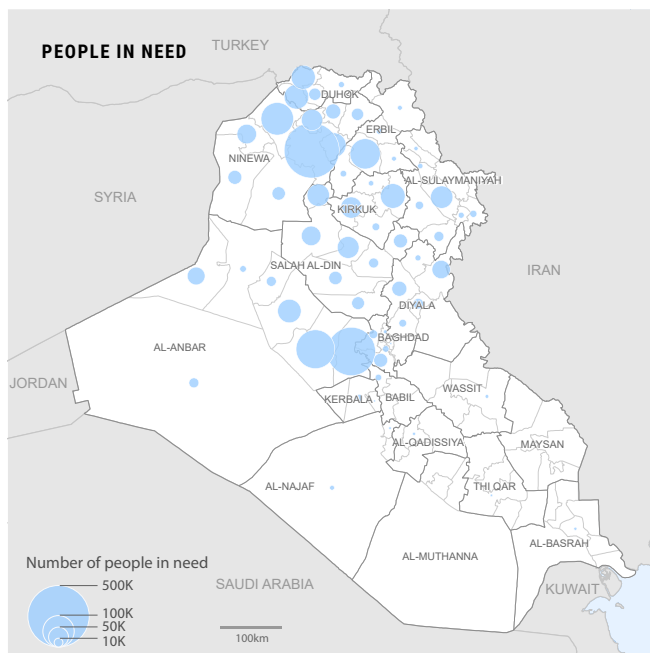 PEOPLE IN NEED
TURKEY
DUHOK
ERBIL
NINEWA
AL-SULAYMANIYAH
SYRIA
KIRKUK
SALAH AL-DIN
IRAN
DIYALA
BAGHDAD
AL-ANBAR
JORDAN
WASSIT
KERBALA
BABIL
AL-QADISSIYA
MAYSAN
AL-NAJAF
THI QAR
AL-BASRAH
AL-MUTHANNA
Number of people in need
500K
100K
50K
10K
SAUDI ARABIA
KUWAIT
100km